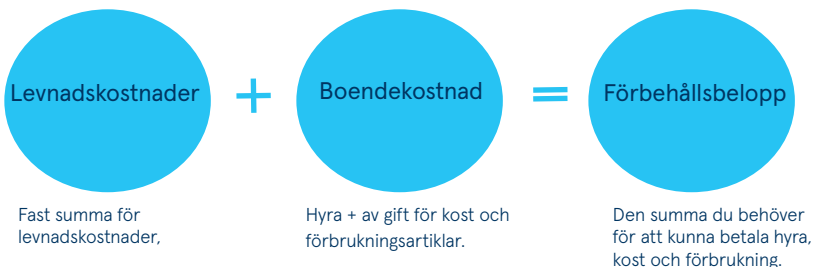 Levnadskostnader + Boendekostnad = Förbehållsbelopp
Fast summa för
levnadskostnader,
Hyra + av gift för kost och
förbrukningsartiklar.
Den summa du behöver
för att kunna betala hyra,
kost och förbrukning.